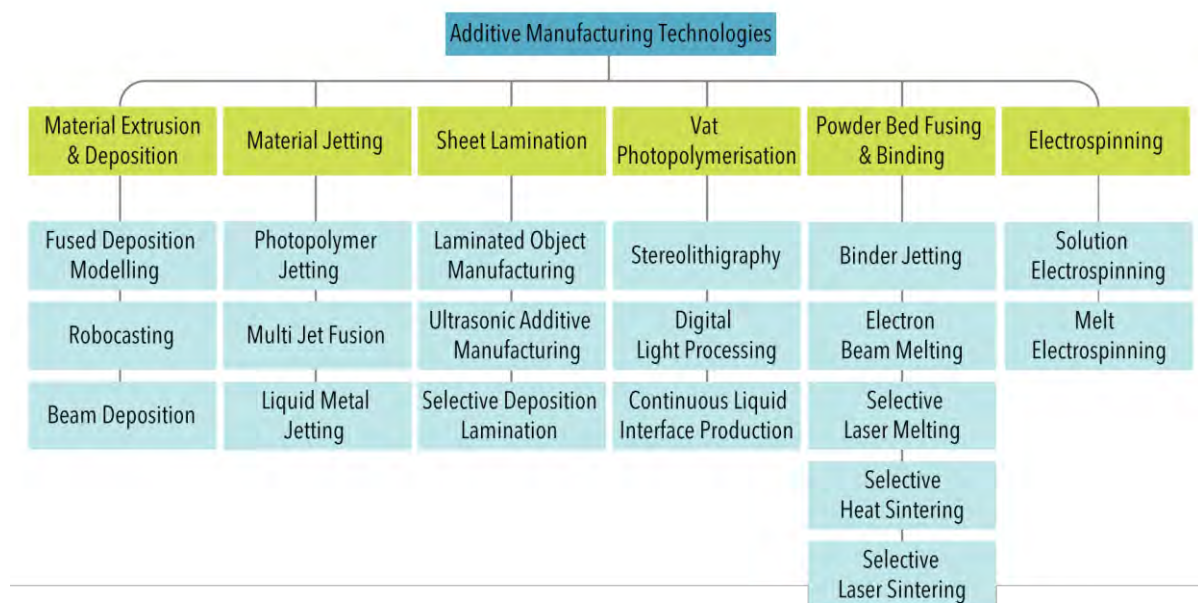 Additive Manufacturing Technologies
Material Extrusion
& Deposition
Material Jetting
Sheet Lamination
Vat
Photopolymerisation
Powder Bed Fusing
& Binding
Electrospinning
Fused Deposition
Modelling
Robocasting
Beam Deposition
Photopolymer
Jetting
Multi Jet Fusion
Liquid Metal
Jetting
Laminated Object
Manufacturing
Ultrasonic Additive
Manufacturing
Selective Deposition
Lamination
Stereolithigraphy
Digital
Light Processing
Continuous Liquid
Interface Production
Binder Jetting
Electron
Beam Melting
Selective
Laser Melting
Selective
Heat Sintering
Selective
Laser Sintering
Solution
Electrospinning
Melt
Electrospinning